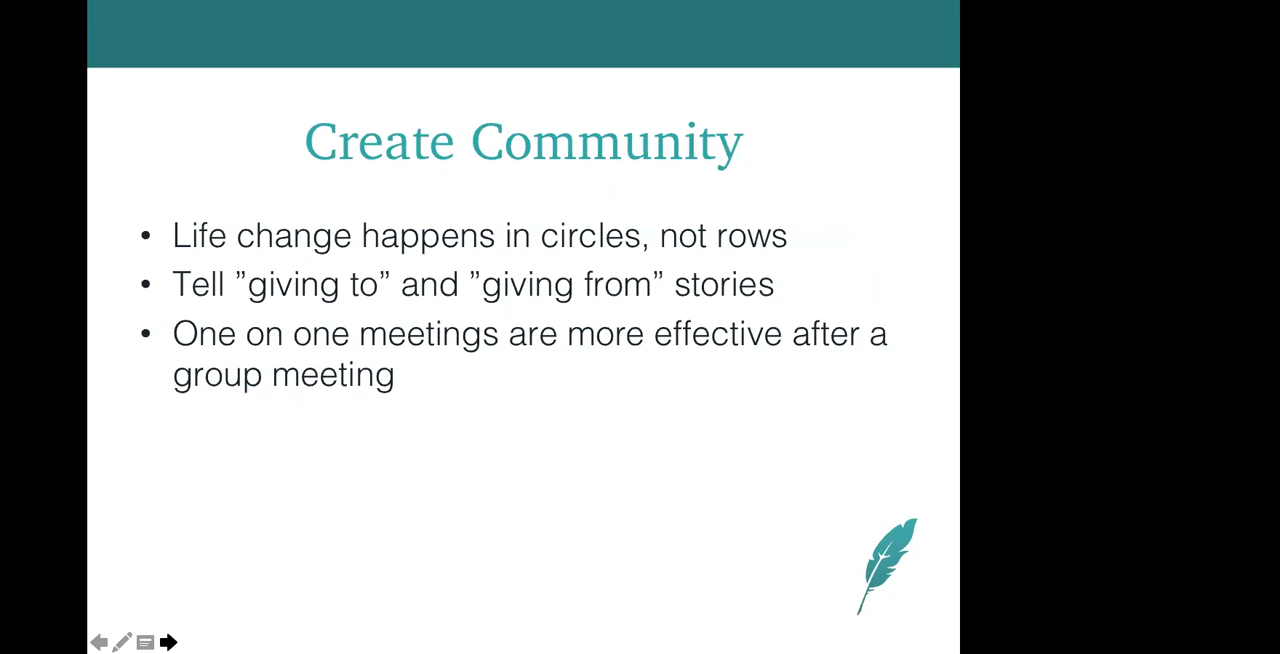 Create Community
• Life change happens in circles, not rows
• Tell ”giving to” and ”giving from” stories
• One on one meetings are more effective after a
group meeting